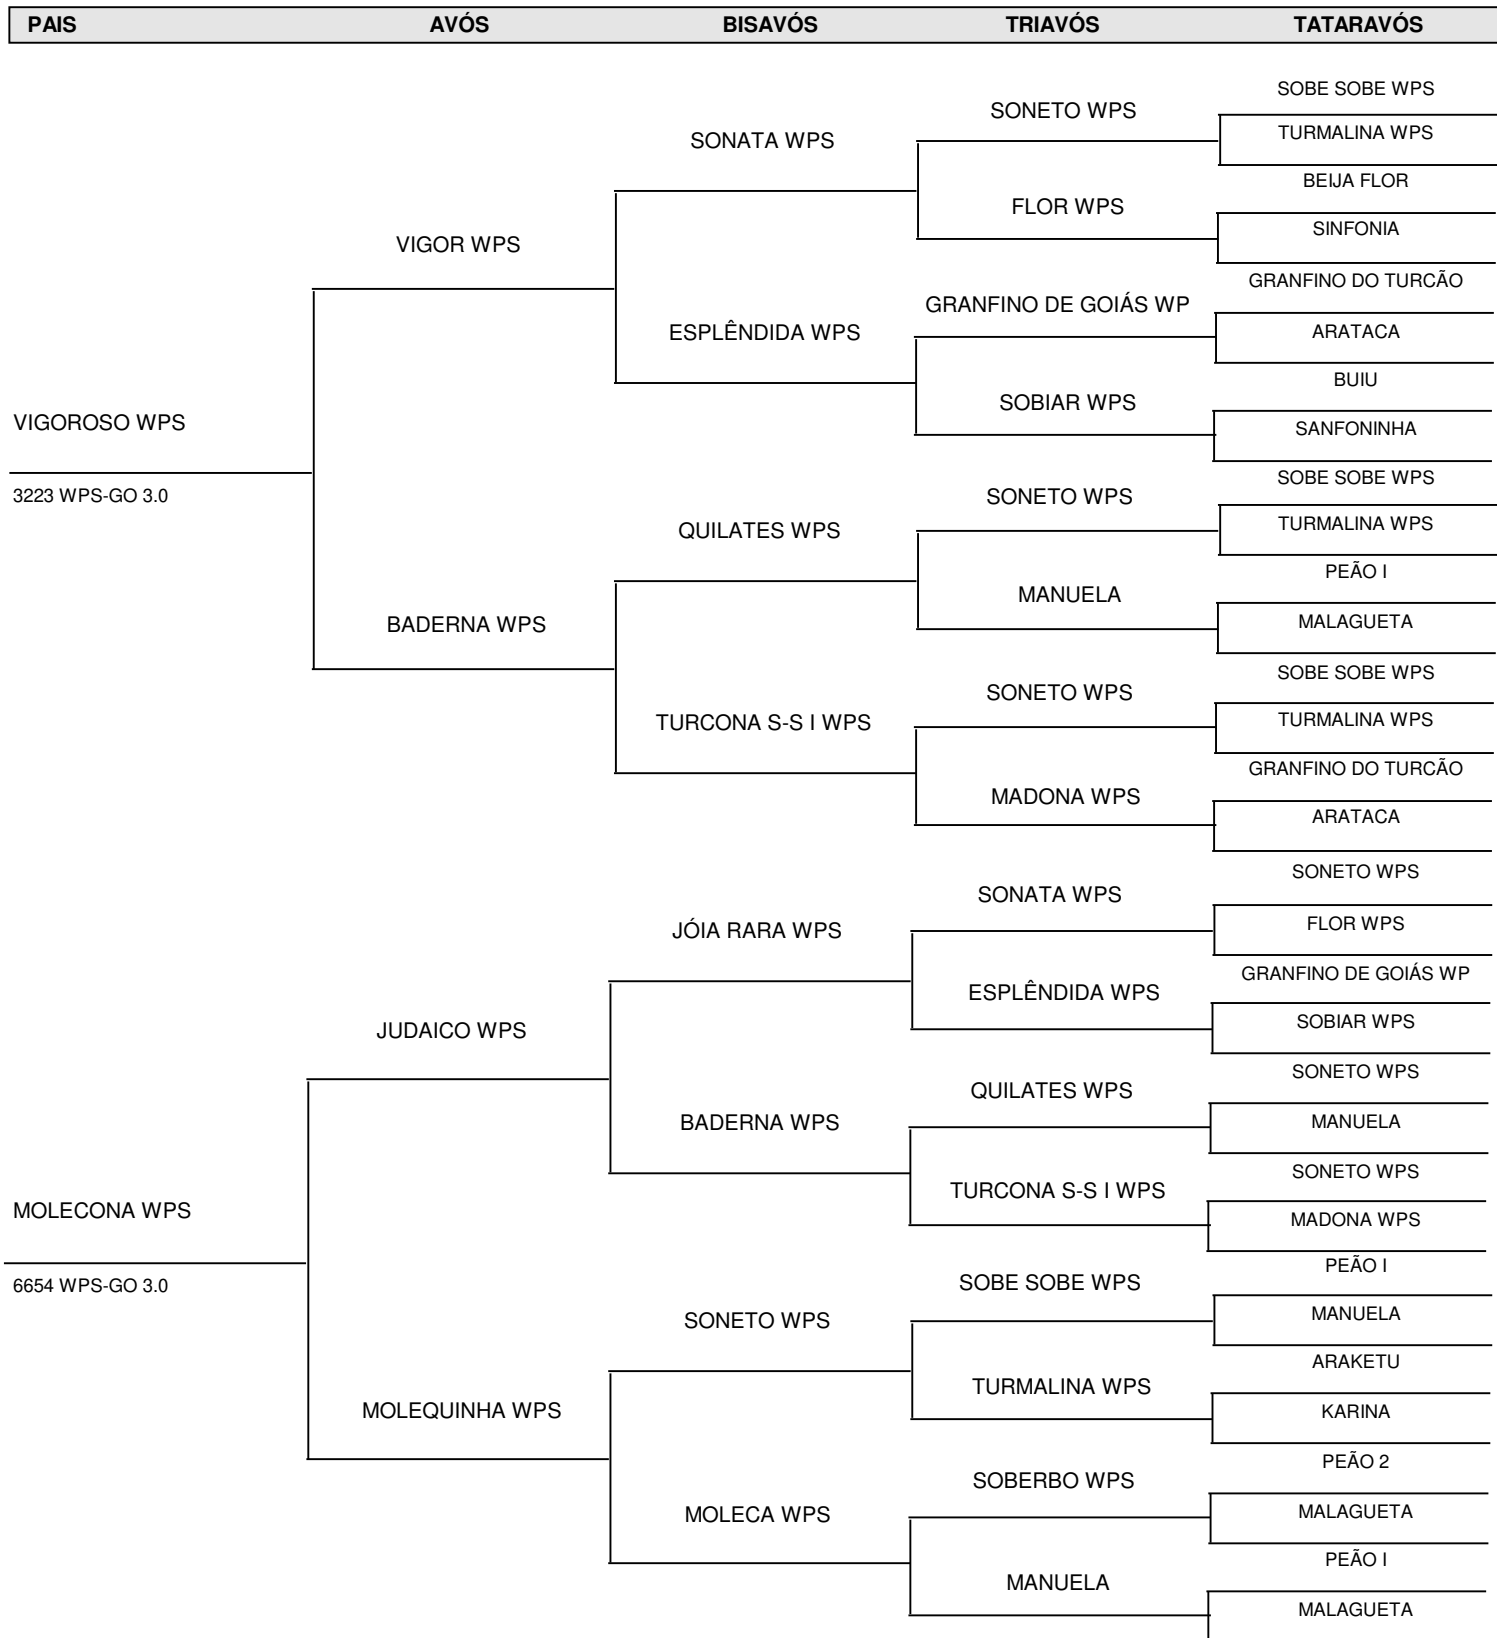 PAIS AVÓS BISAVÓS TRIAVÓS TATARAVÓS
SOBE SOBE WPS
SONETO WPS
TURMALINA WPS
SONATA WPS
BEIJA FLOR
FLOR WPS
SINFONIA
VIGOR WPS
GRANFINO DO TURCÃO
GRANFINO DE GOIÁS WP
ARATACA
ESPLÊNDIDA WPS
BUIU
SOBIAR WPS
SANFONINHA
VIGOROSO WPS
3223 WPS-GO 3.0
SOBE SOBE WPS
SONETO WPS
TURMALINA WPS
QUILATES WPS
PEÃO I
MANUELA
MALAGUETA
BADERNA WPS
SOBE SOBE WPS
SONETO WPS
TURMALINA WPS
TURCONA S-S I WPS
GRANFINO DO TURCÃO
MADONA WPS
ARATACA
SONETO WPS
SONATA WPS
FLOR WPS
JÓIA RARA WPS
GRANFINO DE GOIÁS WP
ESPLÊNDIDA WPS
SOBIAR WPS
JUDAICO WPS
SONETO WPS
QUILATES WPS
MANUELA
BADERNA WPS
SONETO WPS
TURCONA S-S I WPS
MADONA WPS
MOLECONA WPS
6654 WPS-GO 3.0
PEÃO I
SOBE SOBE WPS
MANUELA
SONETO WPS
ARAKETU
TURMALINA WPS
KARINA
MOLEQUINHA WPS
PEÃO 2
SOBERBO WPS
MALAGUETA
MOLECA WPS
PEÃO I
MANUELA
MALAGUETA